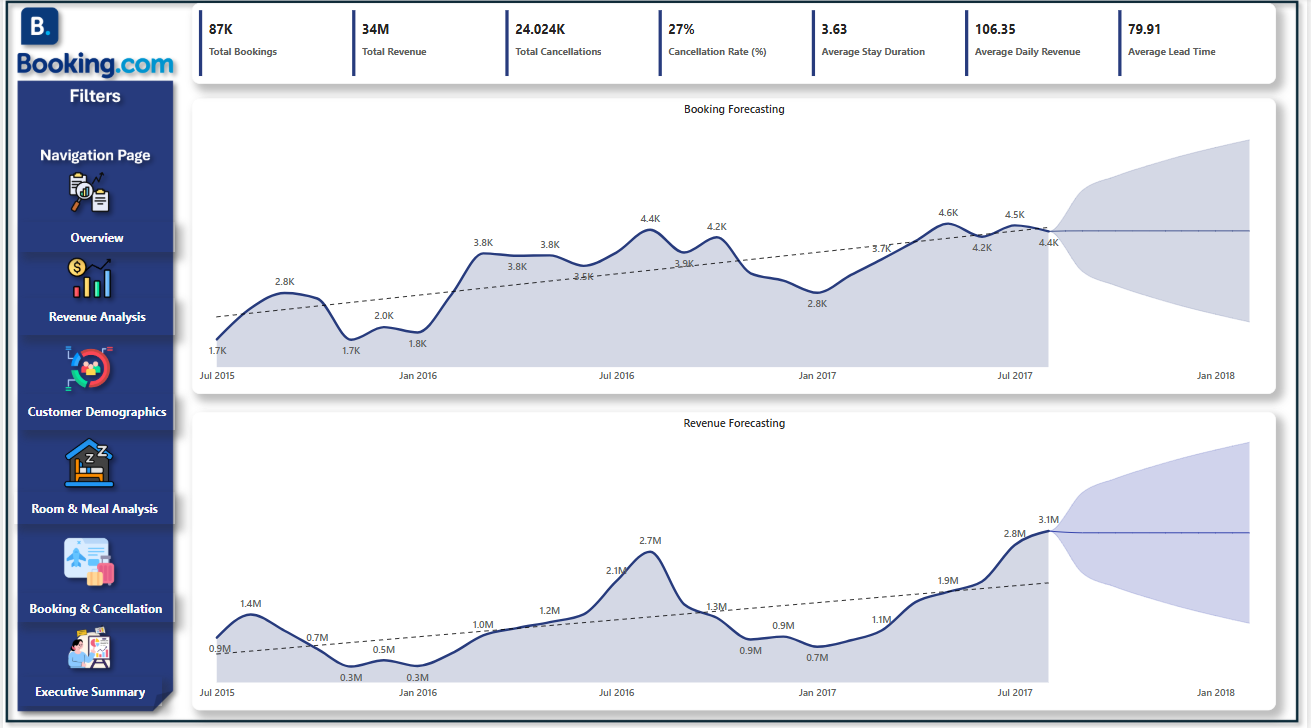 B.
Booking.com
Filters
Navigation Page
Overview
Revenue Analysis
Customer Demographics
Room & Meal Analysis
Booking & Cancellation
Executive Summary
87K
Total Bookings
34M
Total Revenue
24.024K
Total Cancellations
27%
Cancellation Rate (%)
3.63
Average Stay Duration
106.35
Average Daily Revenue
79.91
Average Lead Time
Booking Forecasting
1.7K
2.8K
1.7K
2.0K
1.8K
3.8K
3.8K
3.8K
3.5K
4.4K
3.9K
4.2K
2.8K
3.7K
4.6K
4.2K
4.5K
4.4K
Jul 2015
Jan 2016
Jul 2016
Jan 2017
Jul 2017
Jan 2018
Revenue Forecasting
0.9M
1.4M
0.7M
0.3M
0.5M
0.3M
1.0M
1.2M
2.1M
2.7M
1.3M
0.9M
0.9M
0.7M
1.1M
1.9M
2.8M
3.1M
Jul 2015
Jan 2016
Jul 2016
Jan 2017
Jul 2017
Jan 2018